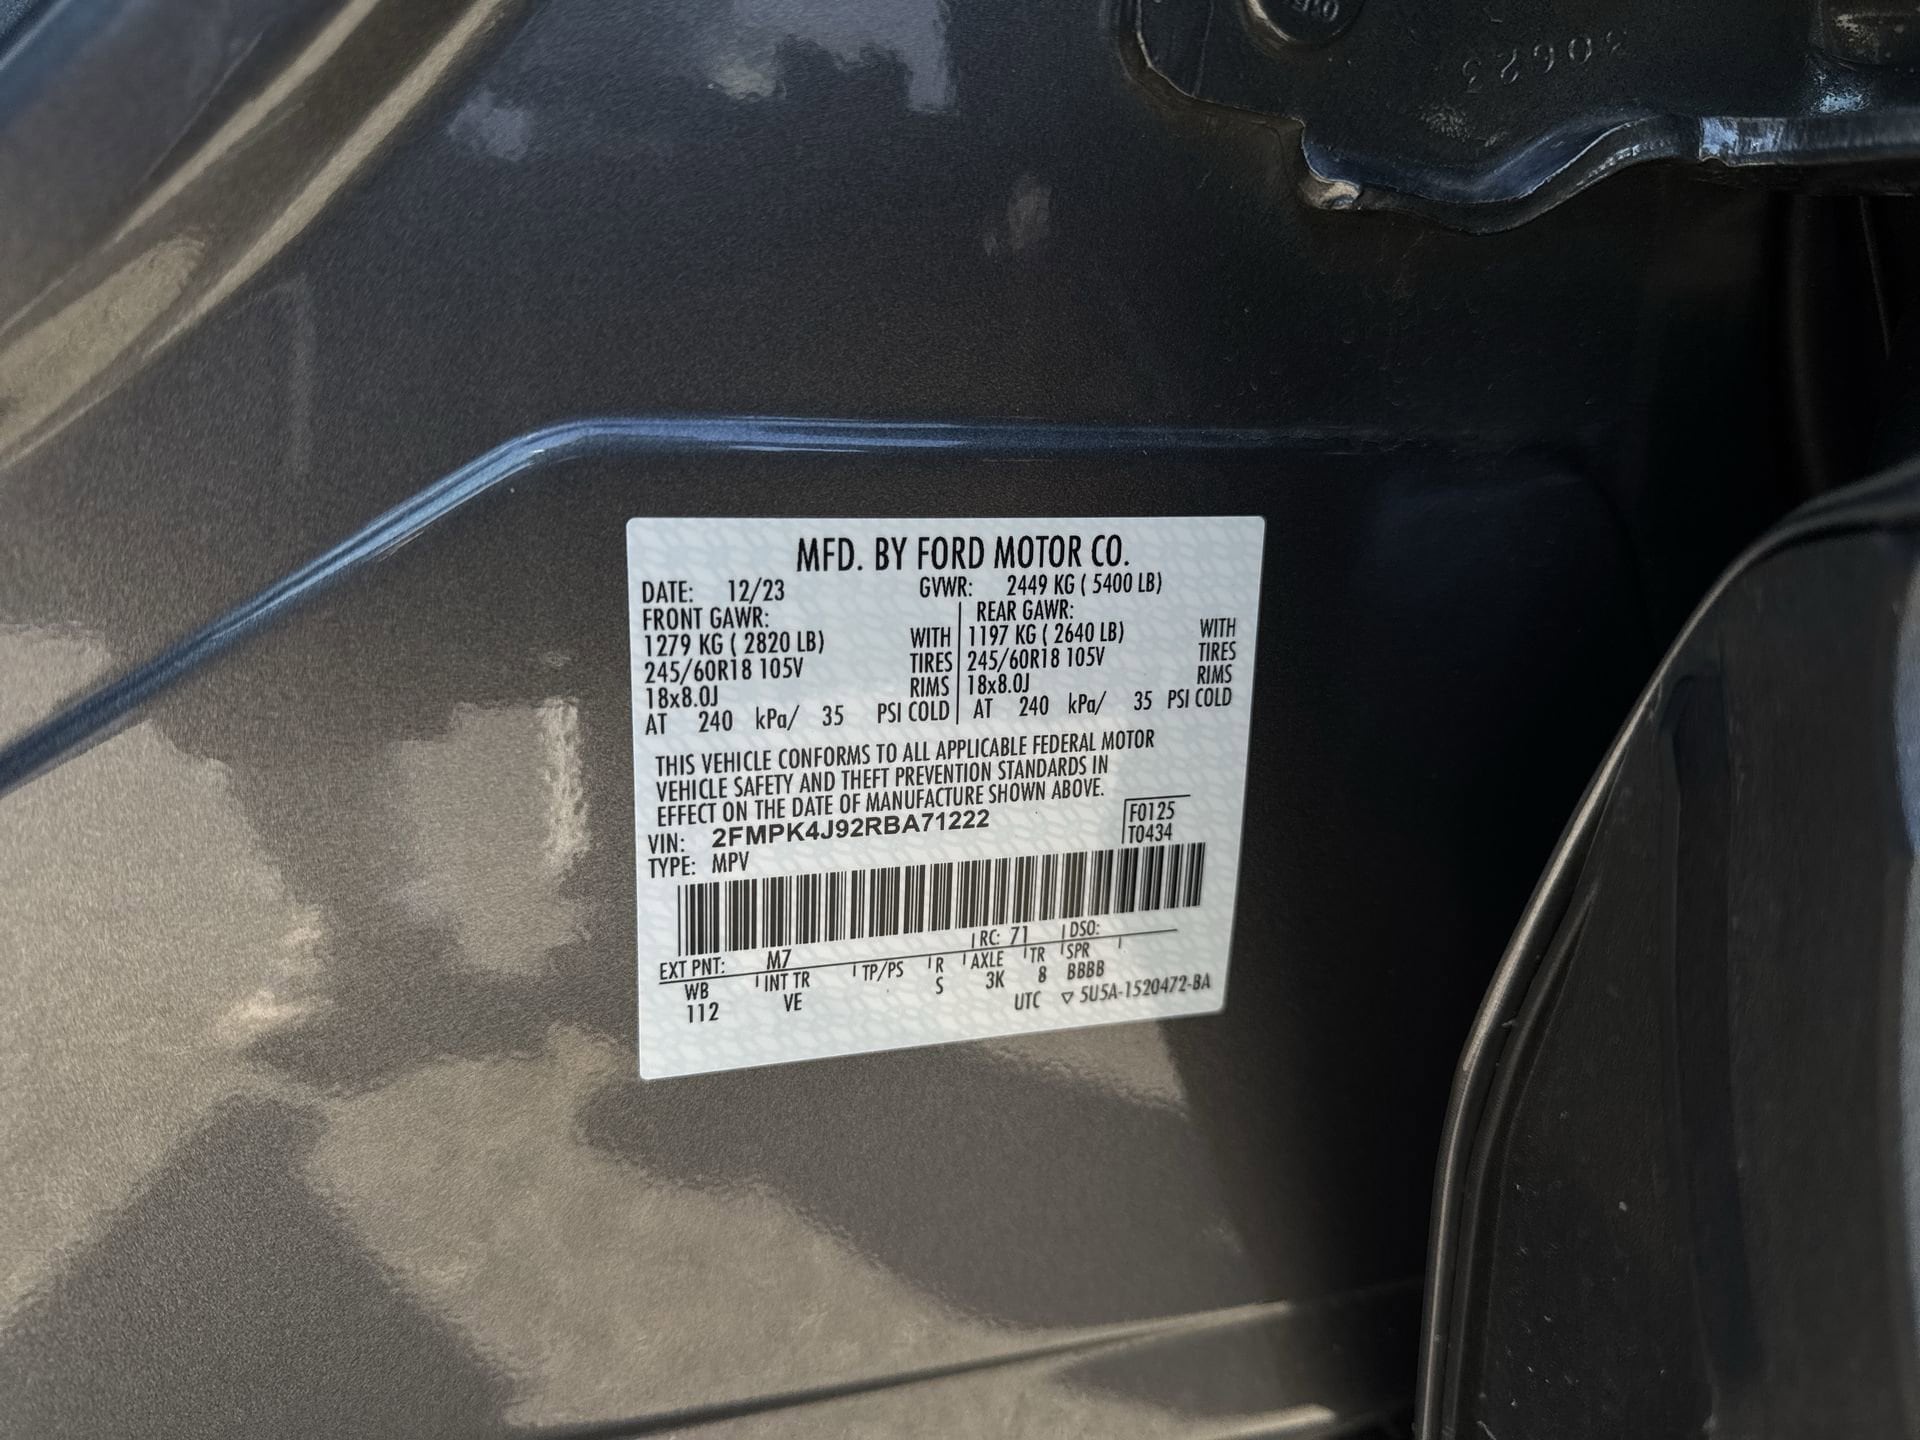 30623
MFD. BY FORD MOTOR CO.
DATE: 12/23 GVWR: 2449 KG ( 5400 LB)
FRONT GAWR: REAR GAWR:
1279 KG ( 2820 LB) WITH 1197 KG ( 2640 LB) WITH
245/60R18 105V TIRES 245/60R18 105V TIRES
18x8.0J RIMS 18x8.0J RIMS
AT 240 kPa/ 35 PSI COLD AT 240 kPa/ 35 PSI COLD
THIS VEHICLE CONFORMS TO ALL APPLICABLE FEDERAL MOTOR
VEHICLE SAFETY AND THEFT PREVENTION STANDARDS IN
EFFECT ON THE DATE OF MANUFACTURE SHOWN ABOVE.
VIN: 2FMPK4J92RBA71222 F0125
TYPE: MPV T0434
EXT PNT: M7 RC: 71 DSO:
WB INT TR TP/PS R AXLE TR SPR
112 VE S 3K 8 BBBB
UTC ▽ 5U5A-1520472-BA